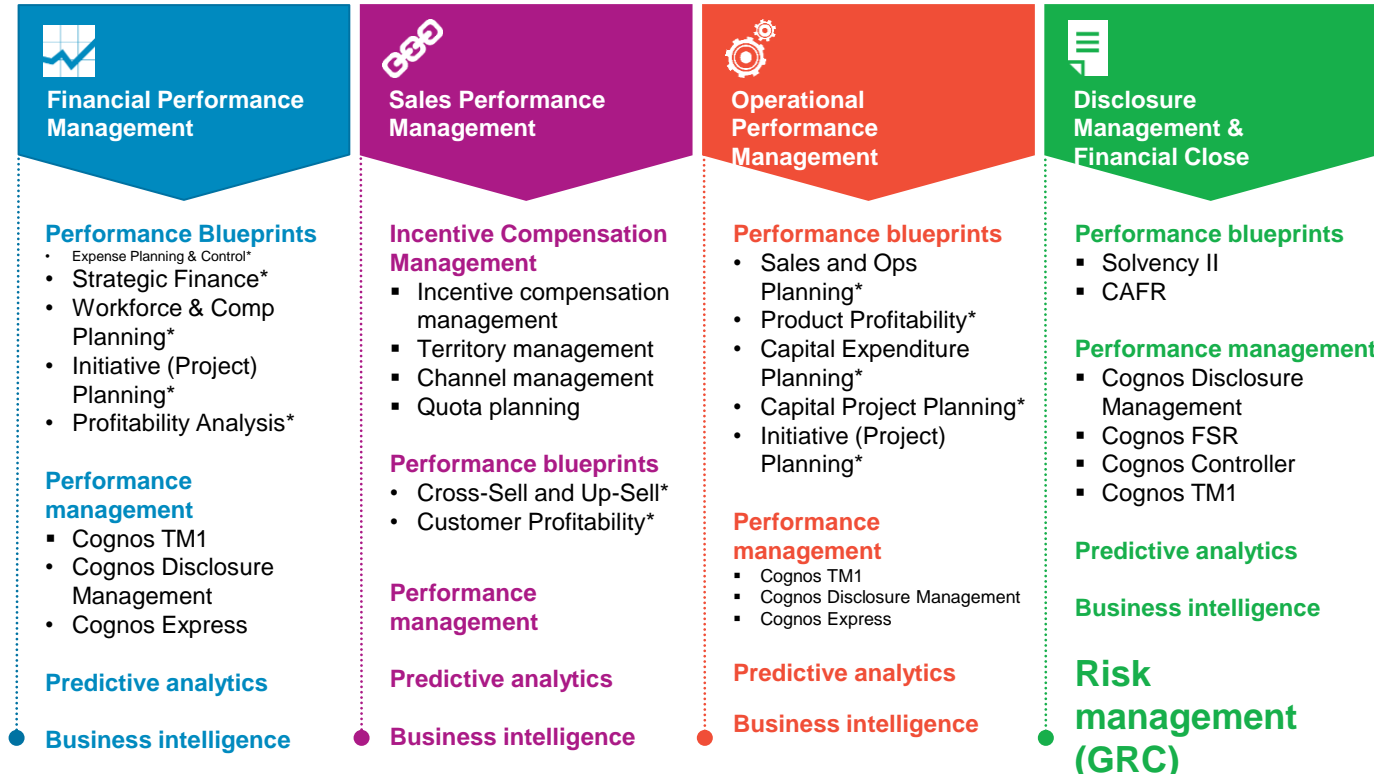 Financial Performance
Management
Performance Blueprints
• Expense Planning & Control*
• Strategic Finance*
• Workforce & Comp
Planning*
• Initiative (Project)
Planning*
• Profitability Analysis*
Performance
management
▪ Cognos TM1
• Cognos Disclosure
Management
• Cognos Express
Predictive analytics
Business intelligence
Sales Performance
Management
Incentive Compensation
Management
▪ Incentive compensation
management
▪ Territory management
▪ Channel management
▪ Quota planning
Performance blueprints
• Cross-Sell and Up-Sell*
• Customer Profitability*
Performance
management
Predictive analytics
Business intelligence
Operational
Performance
Management
Performance blueprints
• Sales and Ops
Planning*
• Product Profitability*
• Capital Expenditure
Planning*
• Capital Project Planning*
• Initiative (Project)
Planning*
Performance
management
▪ Cognos TM1
▪ Cognos Disclosure Management
▪ Cognos Express
Predictive analytics
Business intelligence
Disclosure
Management &
Financial Close
Performance blueprints
▪ Solvency II
▪ CAFR
Performance management
▪ Cognos Disclosure
Management
▪ Cognos FSR
▪ Cognos Controller
▪ Cognos TM1
Predictive analytics
Business intelligence
Risk
management
(GRC)